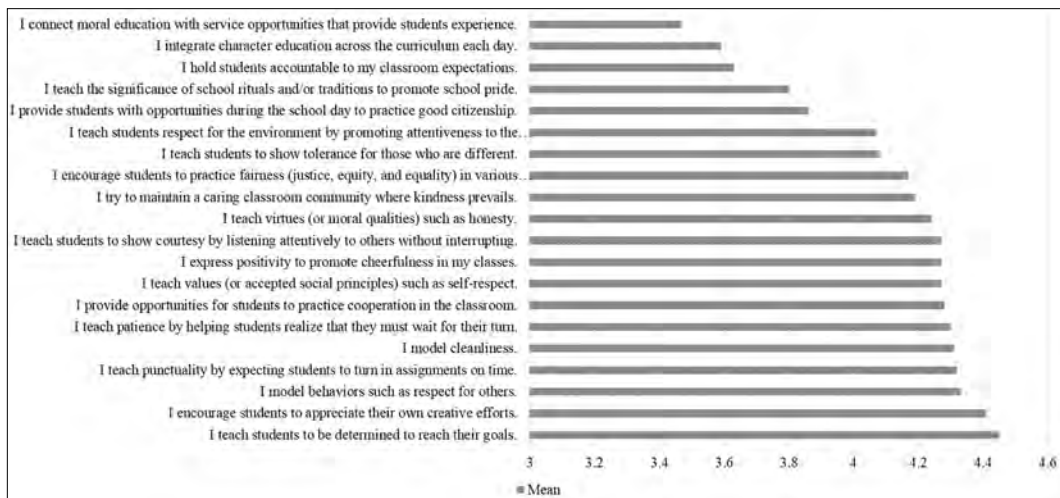 I connect moral education with service opportunities that provide students experience.
I integrate character education across the curriculum each day.
I hold students accountable to my classroom expectations.
I teach the significance of school rituals and/or traditions to promote school pride.
I provide students with opportunities during the school day to practice good citizenship.
I teach students respect for the environment by promoting attentiveness to the…
I teach students to show tolerance for those who are different.
I encourage students to practice fairness (justice, equity, and equality) in various…
I try to maintain a caring classroom community where kindness prevails.
I teach virtues (or moral qualities) such as honesty.
I teach students to show courtesy by listening attentively to others without interrupting.
I express positivity to promote cheerfulness in my classes.
I teach values (or accepted social principles) such as self-respect.
I provide opportunities for students to practice cooperation in the classroom.
I teach patience by helping students realize that they must wait for their turn.
I model cleanliness.
I teach punctuality by expecting students to turn in assignments on time.
I model behaviors such as respect for others.
I encourage students to appreciate their own creative efforts.
I teach students to be determined to reach their goals.
3 3.2 3.4 3.6 3.8 4 4.2 4.4 4.6
Mean